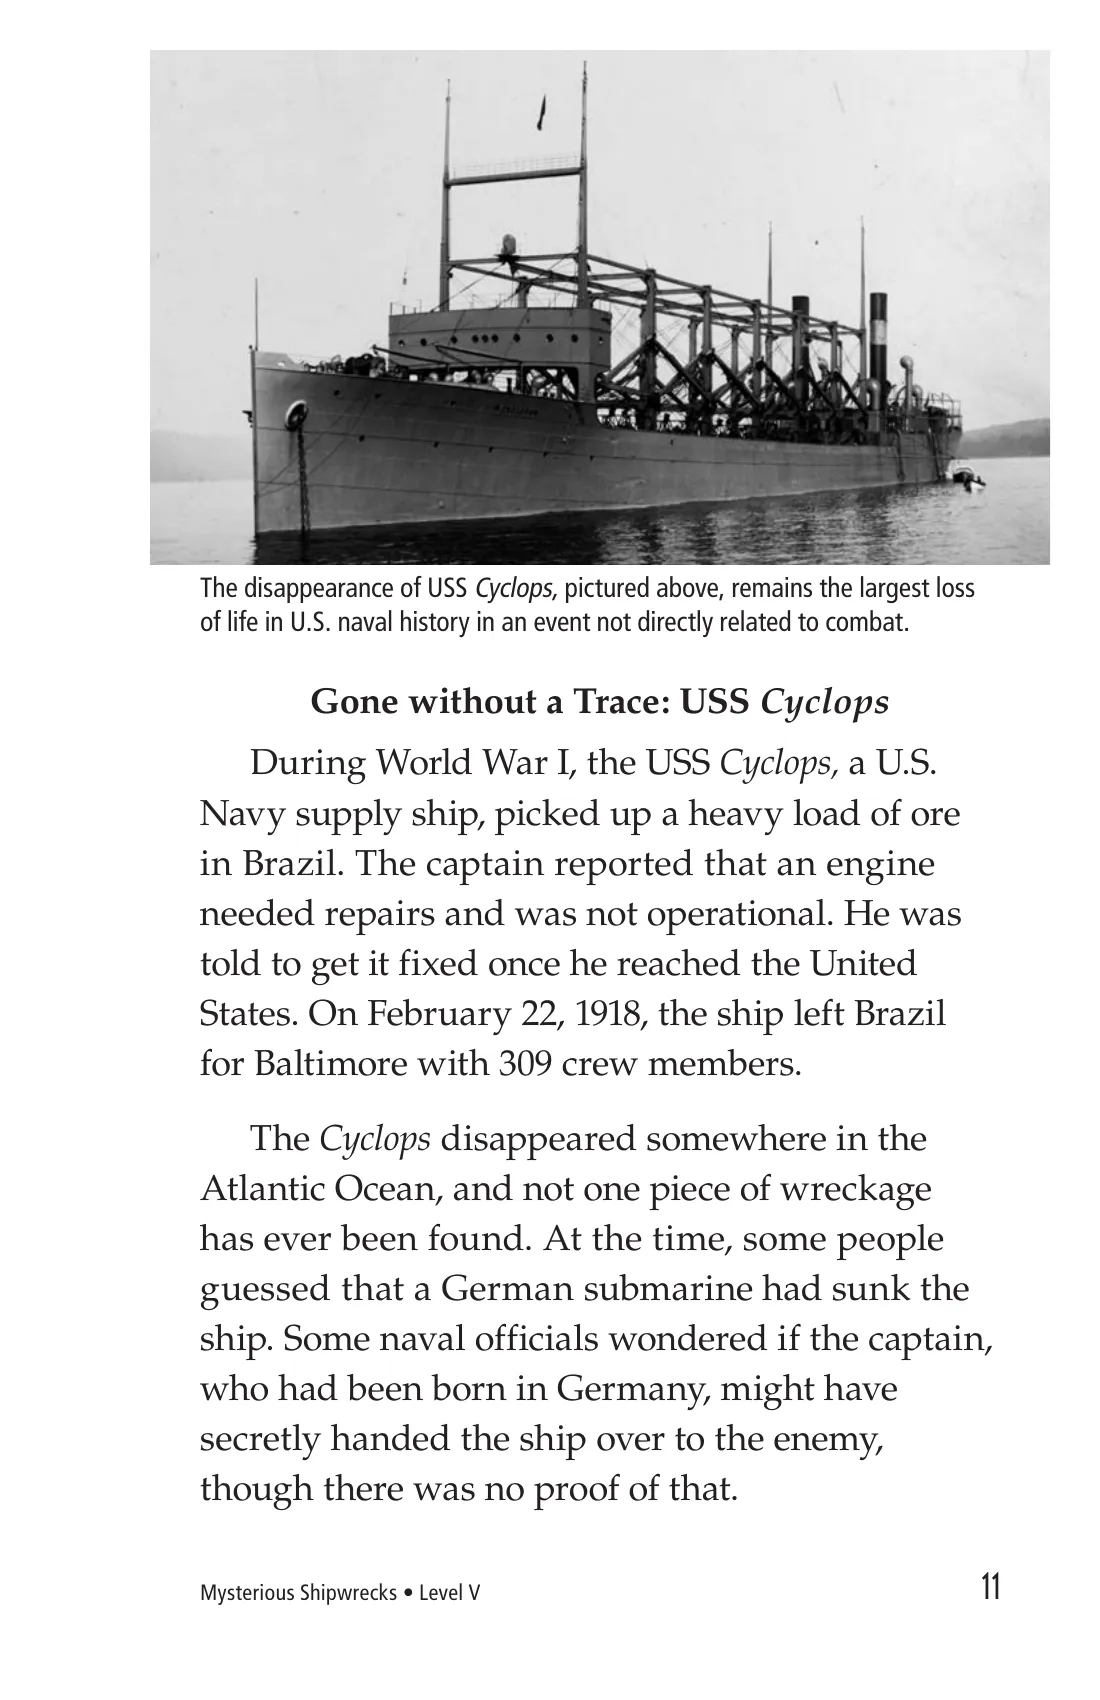 The disappearance of USS Cyclops, pictured above, remains the largest loss
of life in U.S. naval history in an event not directly related to combat.
Gone without a Trace: USS Cyclops
During World War I, the USS Cyclops, a U.S.
Navy supply ship, picked up a heavy load of ore
in Brazil. The captain reported that an engine
needed repairs and was not operational. He was
told to get it fixed once he reached the United
States. On February 22, 1918, the ship left Brazil
for Baltimore with 309 crew members.
The Cyclops disappeared somewhere in the
Atlantic Ocean, and not one piece of wreckage
has ever been found. At the time, some people
guessed that a German submarine had sunk the
ship. Some naval officials wondered if the captain,
who had been born in Germany, might have
secretly handed the ship over to the enemy,
though there was no proof of that.
Mysterious Shipwrecks • Level V
11